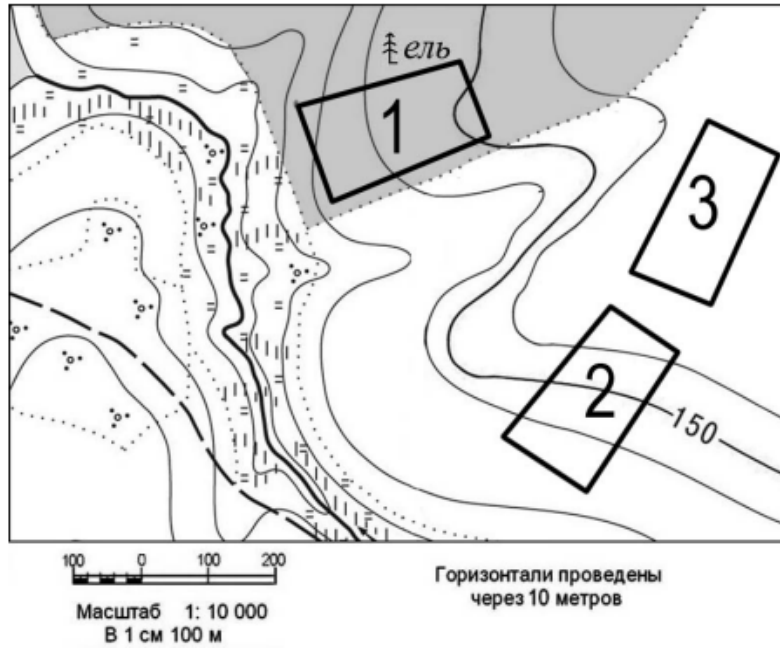 ель
1
3
2
150
100 0 100 200
Масштаб 1: 10 000
В 1 см 100 м
Горизонтали проведены
через 10 метров